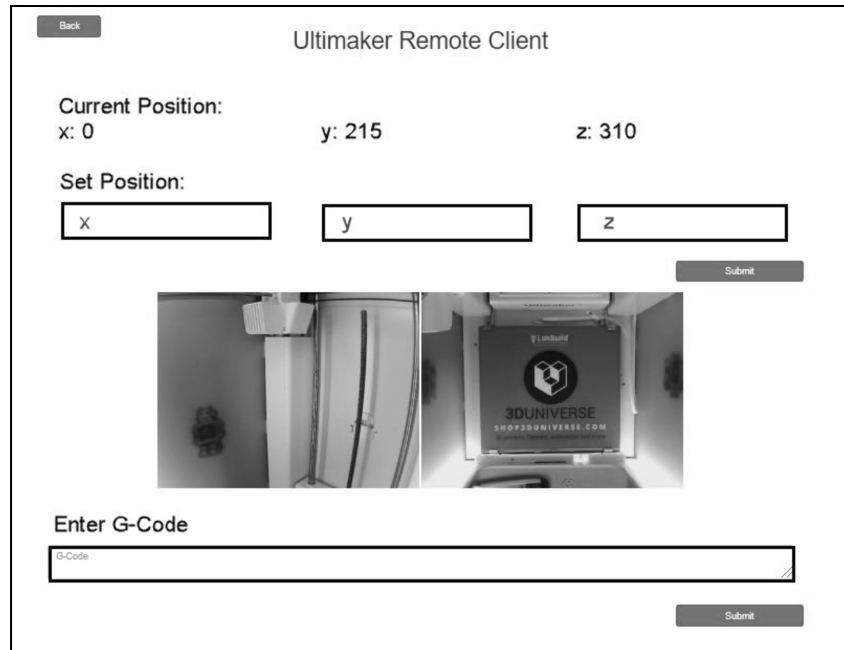 Back
Ultimaker Remote Client
Current Position:
x: 0 y: 215 z: 310
Set Position:
x y z
Submit
3DUNIVERSE
SHOP3DUNIVERSE.COM
Enter G-Code
G-Code
Submit